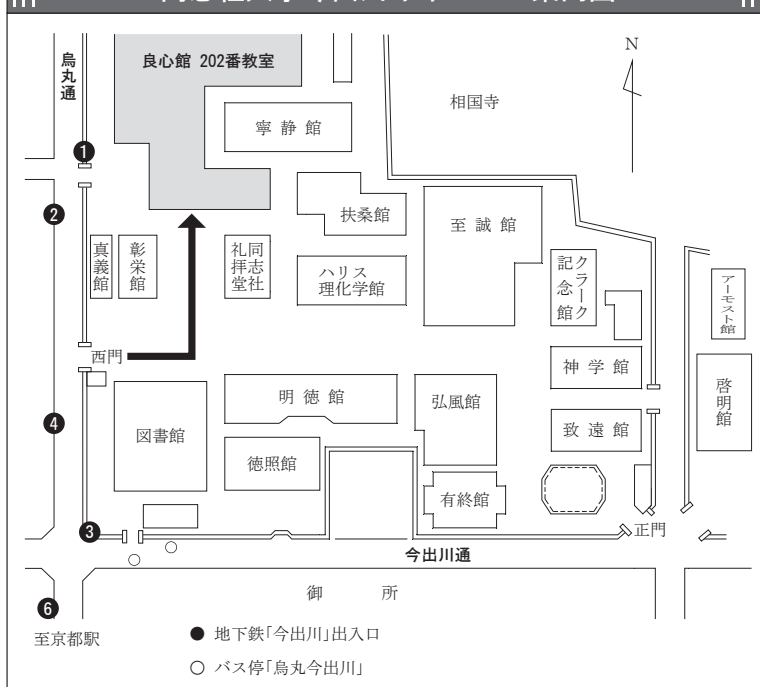 烏丸通
良心館 202番教室
N
相国寺
寧静館
❶
❷
扶桑館
至誠館
真義館
彰栄館
同志社
礼拝堂
ハリス
理化学館
クラーク
記念館
アーモスト館
西門
神学館
明徳館
弘風館
啓明館
図書館
❹
致遠館
徳照館
有終館
❸
正門
今出川通
御所
❻
至京都駅
● 地下鉄「今出川」出入口
○ バス停「烏丸今出川」